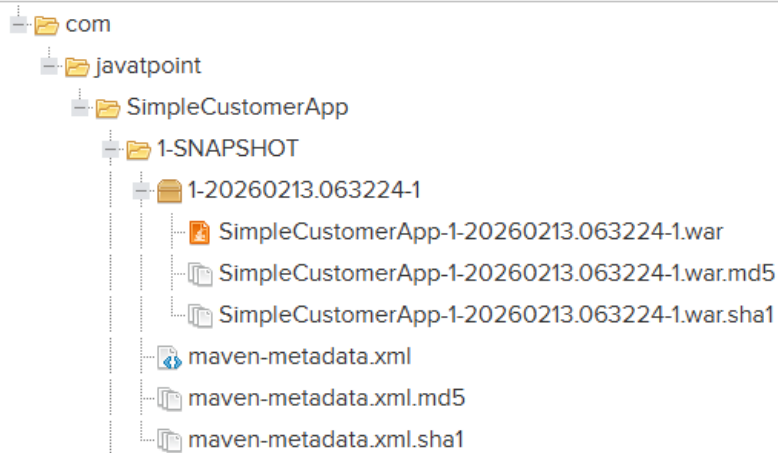 com
javatpoint
SimpleCustomerApp
1-SNAPSHOT
1-20260213.063224-1
SimpleCustomerApp-1-20260213.063224-1.war
SimpleCustomerApp-1-20260213.063224-1.war.md5
SimpleCustomerApp-1-20260213.063224-1.war.sha1
maven-metadata.xml
maven-metadata.xml.md5
maven-metadata.xml.sha1